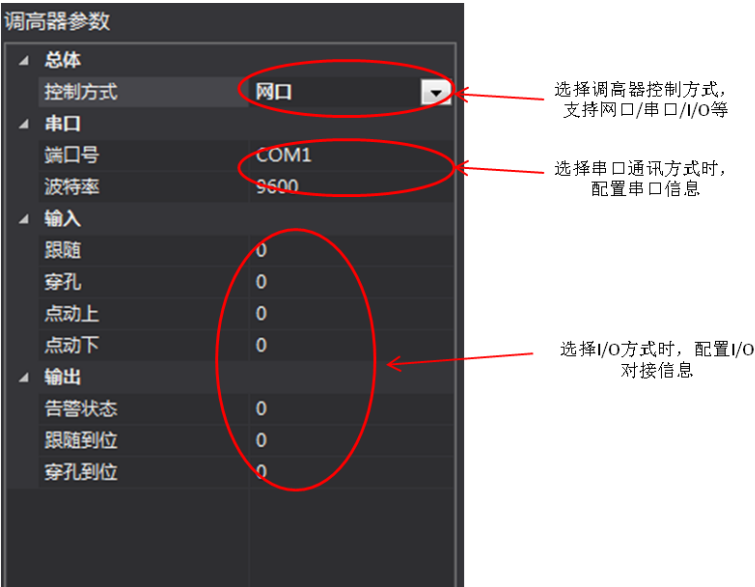 调高器参数
总体
控制方式 网口
串口
端口号 COM1
波特率 9600
输入
跟随 0
穿孔 0
点动上 0
点动下 0
输出
告警状态 0
跟随到位 0
穿孔到位 0
选择调高器控制方式，
支持网口/串口/I/O等
选择串口通讯方式时，
配置串口信息
选择I/O方式时，配置I/O
对接信息